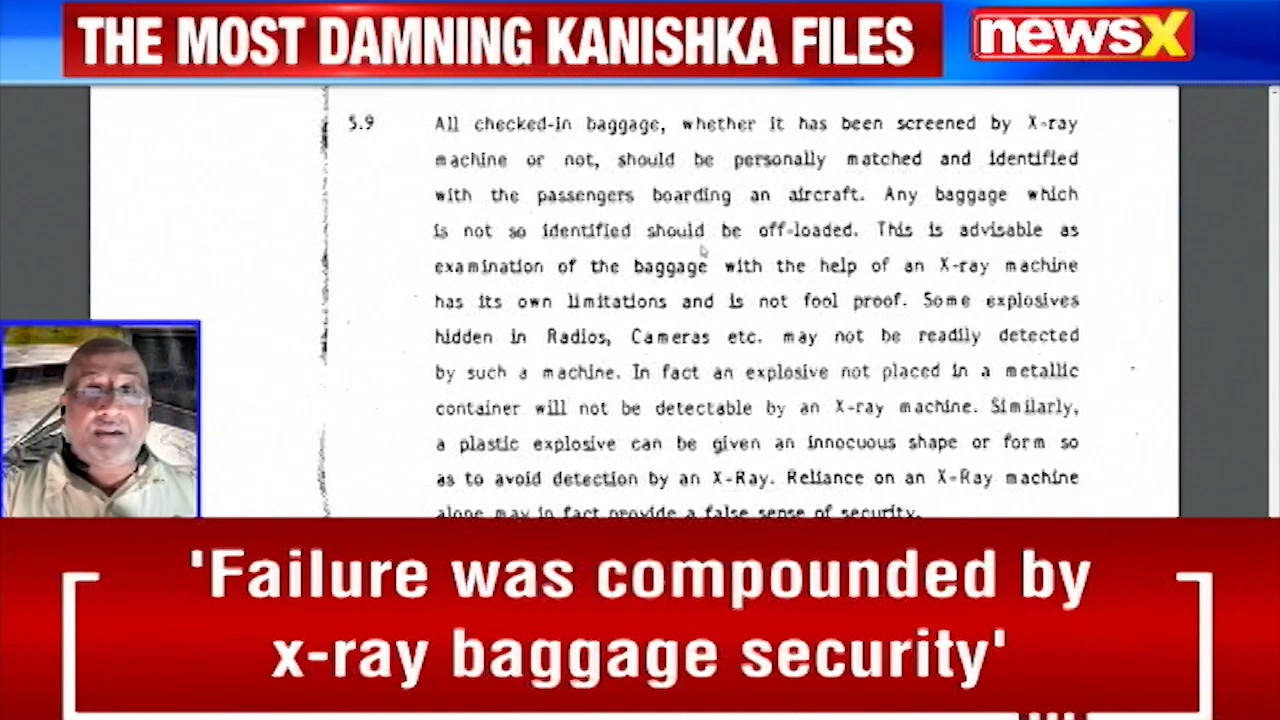 THE MOST DAMNING KANISHKA FILES
newsX
5.9 All checked-in baggage, whether it has been screened by X-ray
machine or not, should be personally matched and identified
with the passengers boarding an aircraft. Any baggage which
is not so identified should be off-loaded. This is advisable as
examination of the baggage with the help of an X-ray machine
has its own limitations and is not fool proof. Some explosives
hidden in Radios, Cameras etc. may not be readily detected
by such a machine. In fact an explosive not placed in a metallic
container will not be detectable by an X-ray machine. Similarly,
a plastic explosive can be given an innocuous shape or form so
as to avoid detection by an X-Ray. Reliance on an X-Ray machine
alone may in fact provide a false sense of security.
'Failure was compounded by
x-ray baggage security'